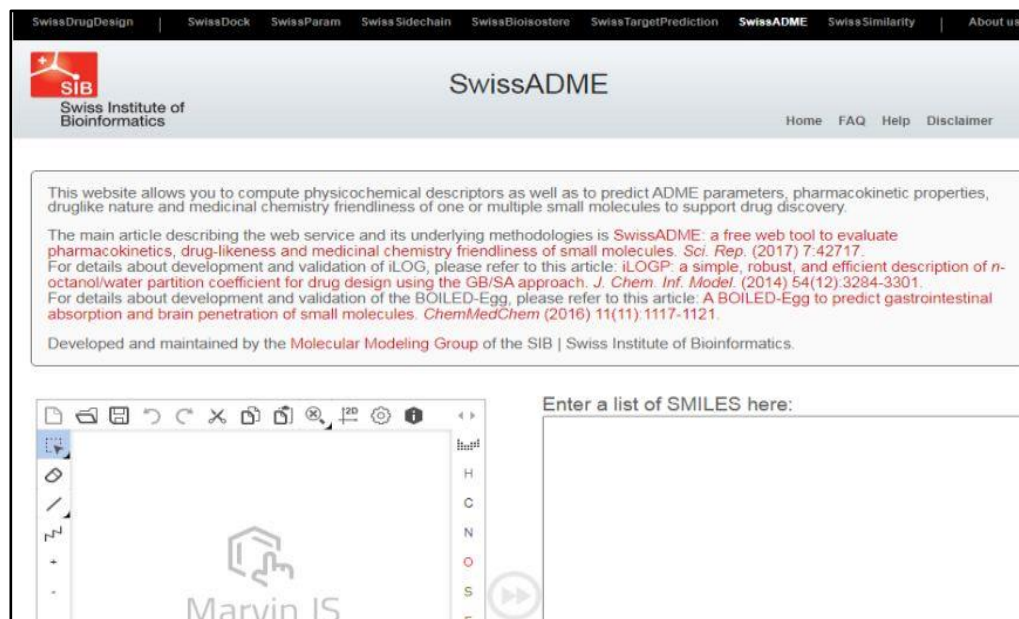 SwissDrugDesign | SwissDock SwissParam SwissSidechain SwissBioisostere SwissTargetPrediction SwissADME SwissSimilarity | About us
SIB
Swiss Institute of
Bioinformatics
SwissADME
Home FAQ Help Disclaimer
This website allows you to compute physicochemical descriptors as well as to predict ADME parameters, pharmacokinetic properties,
druglike nature and medicinal chemistry friendliness of one or multiple small molecules to support drug discovery.
The main article describing the web service and its underlying methodologies is SwissADME: a free web tool to evaluate
pharmacokinetics, drug-likeness and medicinal chemistry friendliness of small molecules. Sci. Rep. (2017) 7:42717.
For details about development and validation of iLOG, please refer to this article: iLOGP: a simple, robust, and efficient description of n-
octanol/water partition coefficient for drug design using the GB/SA approach. J. Chem. Inf. Model. (2014) 54(12):3284-3301.
For details about development and validation of the BOILED-Egg, please refer to this article: A BOILED-Egg to predict gastrointestinal
absorption and brain penetration of small molecules. ChemMedChem (2016) 11(11):1117-1121.
Developed and maintained by the Molecular Modeling Group of the SIB | Swiss Institute of Bioinformatics.
Enter a list of SMILES here:
2D
H
C
N
O
S
Marvin JS